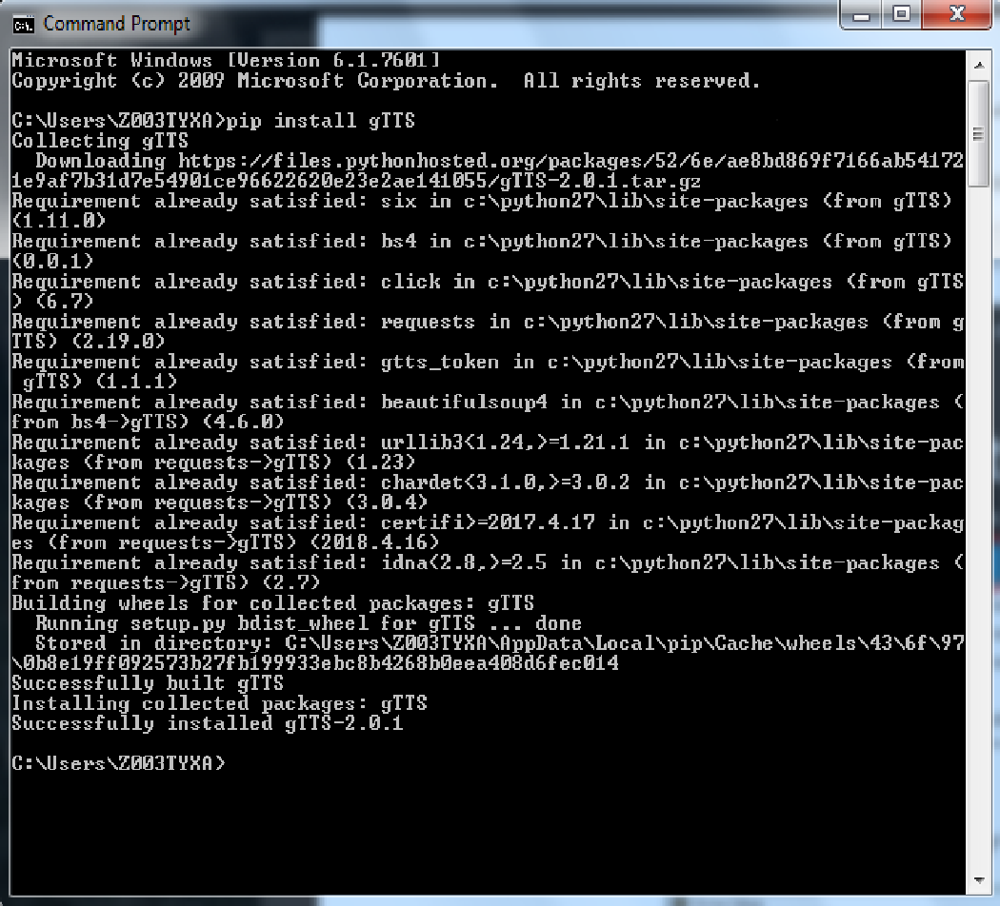 Command Prompt
Microsoft Windows [Version 6.1.7601]
Copyright (c) 2009 Microsoft Corporation.  All rights reserved.
C:\Users\Z003TYXA>pip install gTTS
Collecting gTTS
  Downloading https://files.pythonhosted.org/packages/52/6e/ae8bd869f7166ab54172
1e9af7b31d7e54901ce96622620e23e2ae141055/gTTS-2.0.1.tar.gz
Requirement already satisfied: six in c:\python27\lib\site-packages (from gTTS)
(1.11.0)
Requirement already satisfied: bs4 in c:\python27\lib\site-packages (from gTTS)
(0.0.1)
Requirement already satisfied: click in c:\python27\lib\site-packages (from gTTS
) (6.7)
Requirement already satisfied: requests in c:\python27\lib\site-packages (from g
TTS) (2.19.0)
Requirement already satisfied: gtts_token in c:\python27\lib\site-packages (from
 gTTS) (1.1.1)
Requirement already satisfied: beautifulsoup4 in c:\python27\lib\site-packages (
from bs4->gTTS) (4.6.0)
Requirement already satisfied: urllib3<1.24,>=1.21.1 in c:\python27\lib\site-pac
kages (from requests->gTTS) (1.23)
Requirement already satisfied: chardet<3.1.0,>=3.0.2 in c:\python27\lib\site-pac
kages (from requests->gTTS) (3.0.4)
Requirement already satisfied: certifi>=2017.4.17 in c:\python27\lib\site-packag
es (from requests->gTTS) (2018.4.16)
Requirement already satisfied: idna<2.8,>=2.5 in c:\python27\lib\site-packages (
from requests->gTTS) (2.7)
Building wheels for collected packages: gTTS
  Running setup.py bdist_wheel for gTTS ... done
  Stored in directory: C:\Users\Z003TYXA\AppData\Local\pip\Cache\wheels\43\6f\97
\0b8e19ff092573b27fb199933ebc8b4268b0eea408d6fec014
Successfully built gTTS
Installing collected packages: gTTS
Successfully installed gTTS-2.0.1
C:\Users\Z003TYXA>